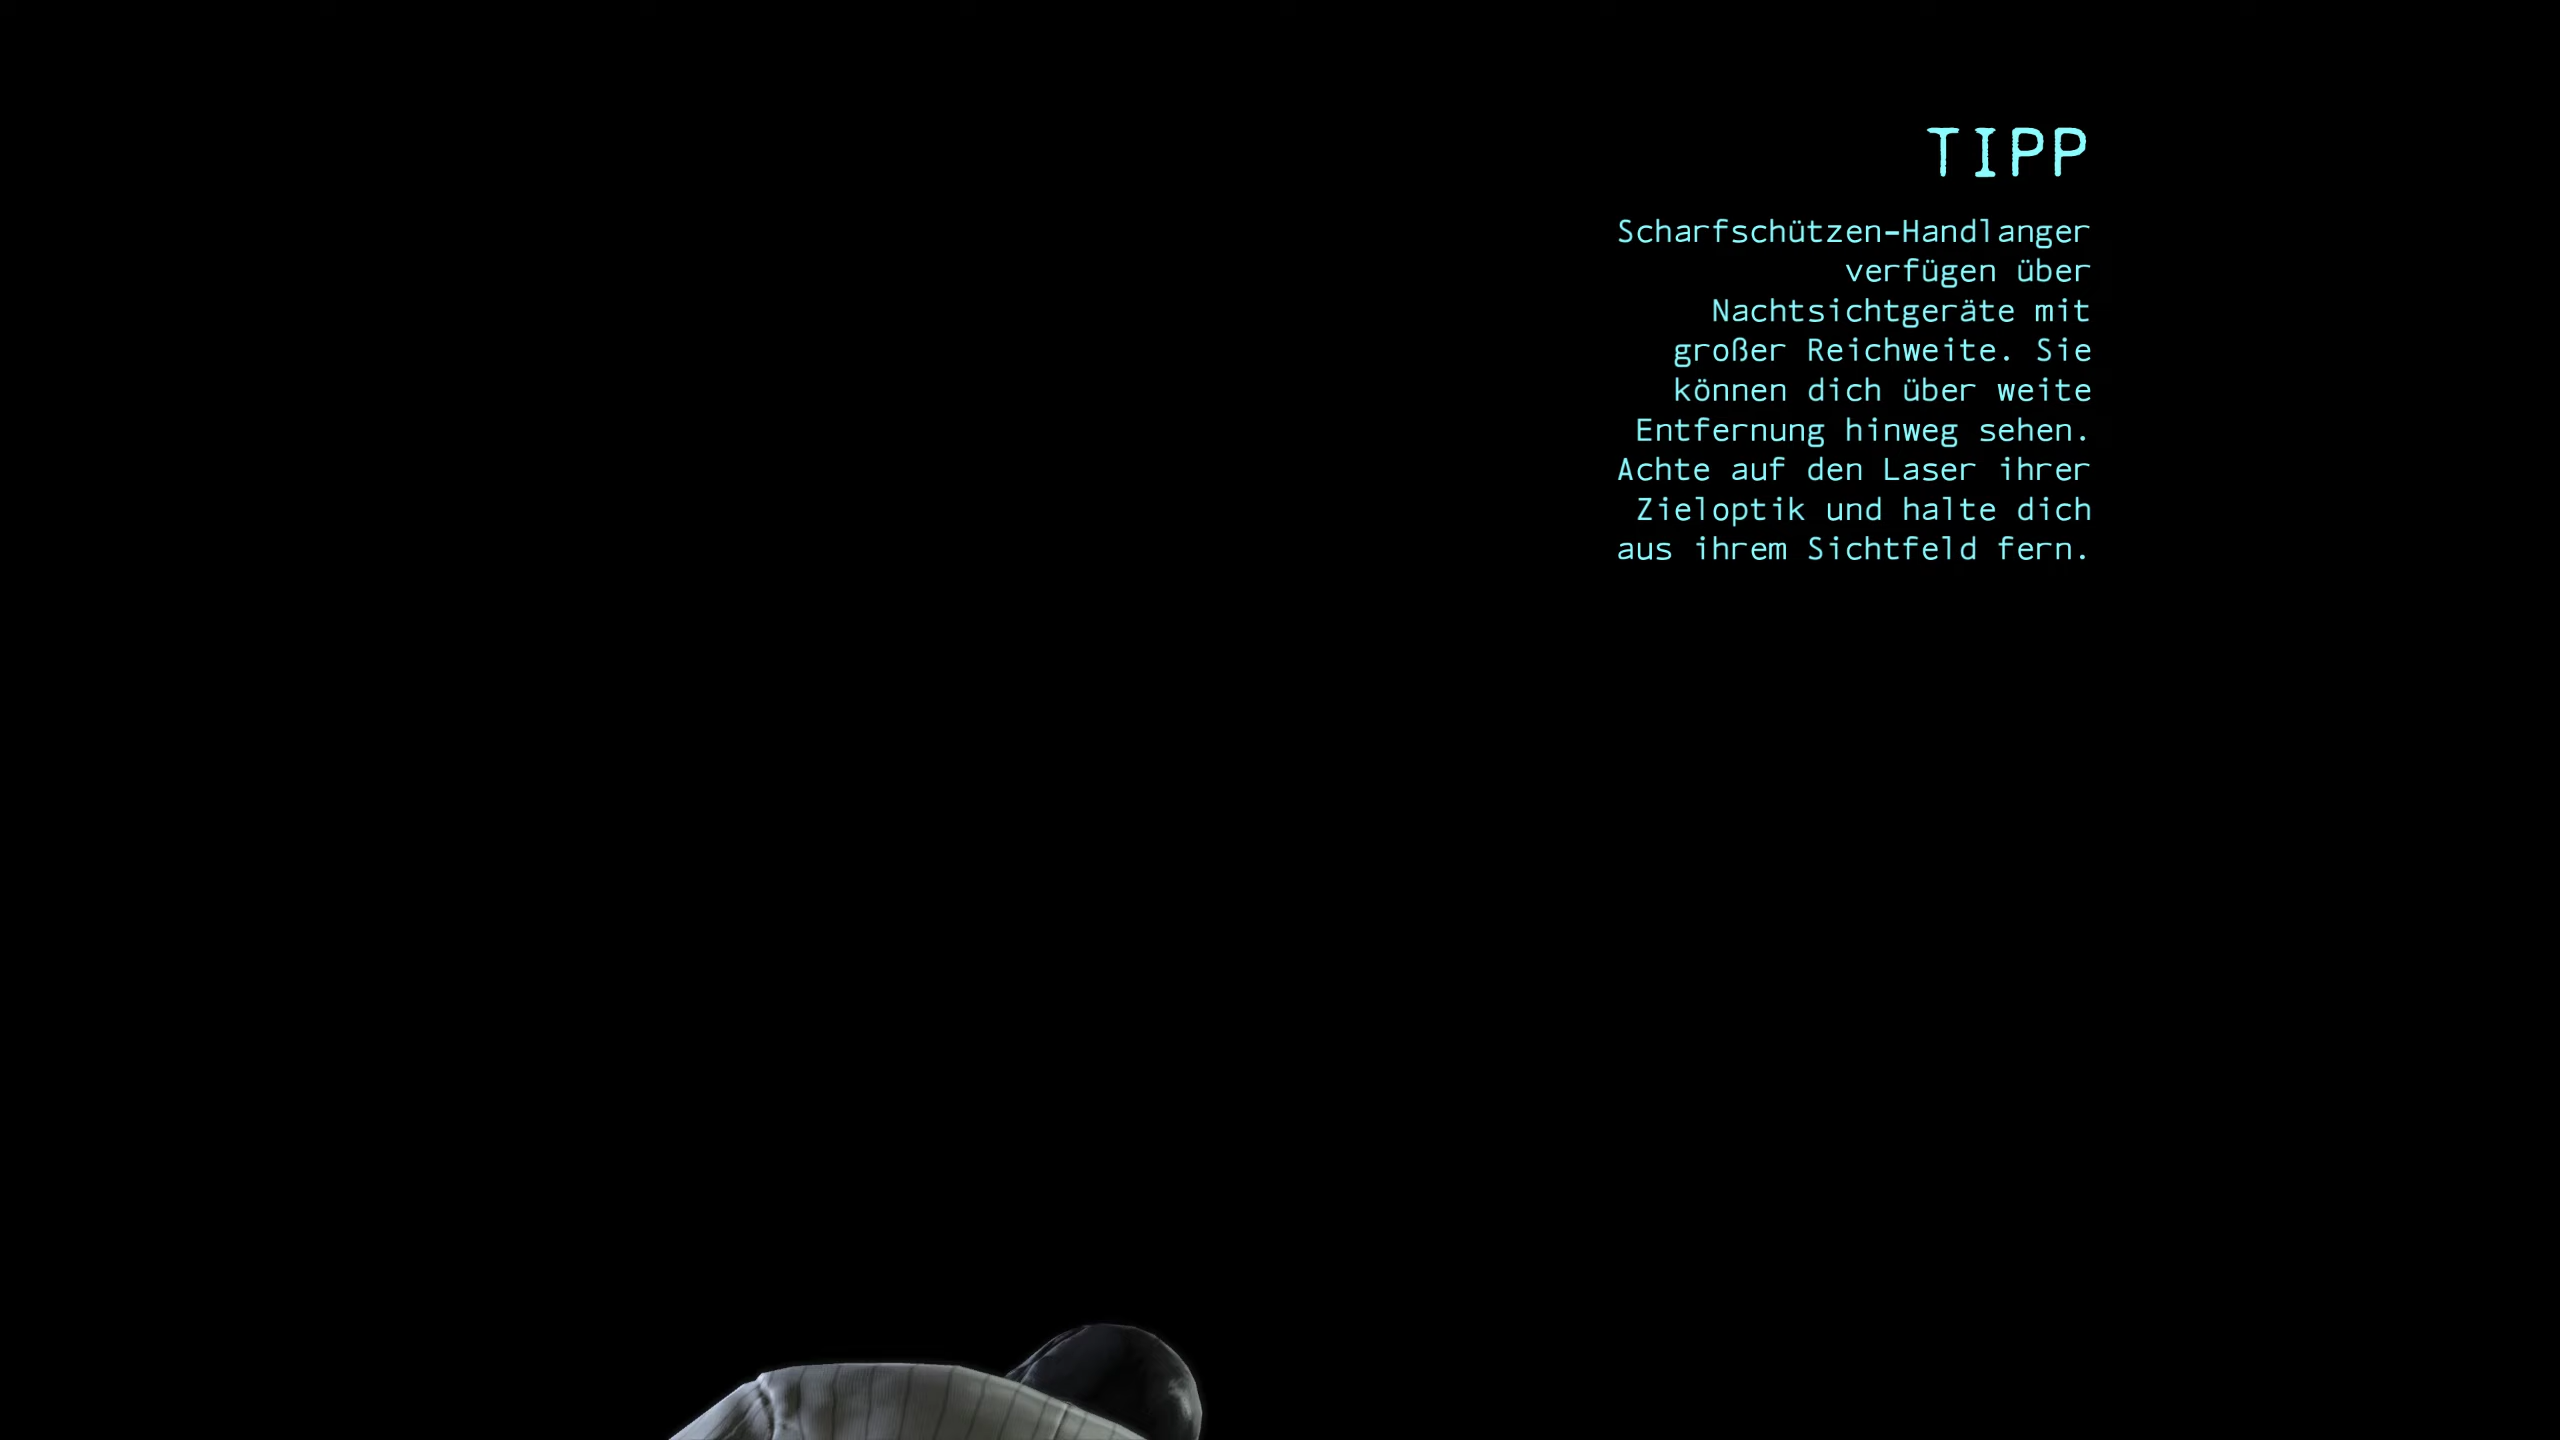 TIPP
Scharfschützen-Handlanger
verfügen über
Nachtsichtgeräte mit
großer Reichweite. Sie
können dich über weite
Entfernung hinweg sehen.
Achte auf den Laser ihrer
Zieloptik und halte dich
aus ihrem Sichtfeld fern.